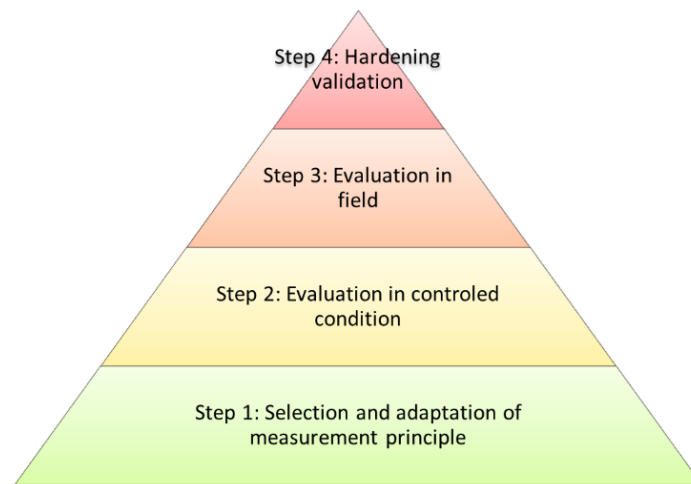 Step 4: Hardening
validation
Step 3: Evaluation in
field
Step 2: Evaluation in controled
condition
Step 1: Selection and adaptation of
measurement principle